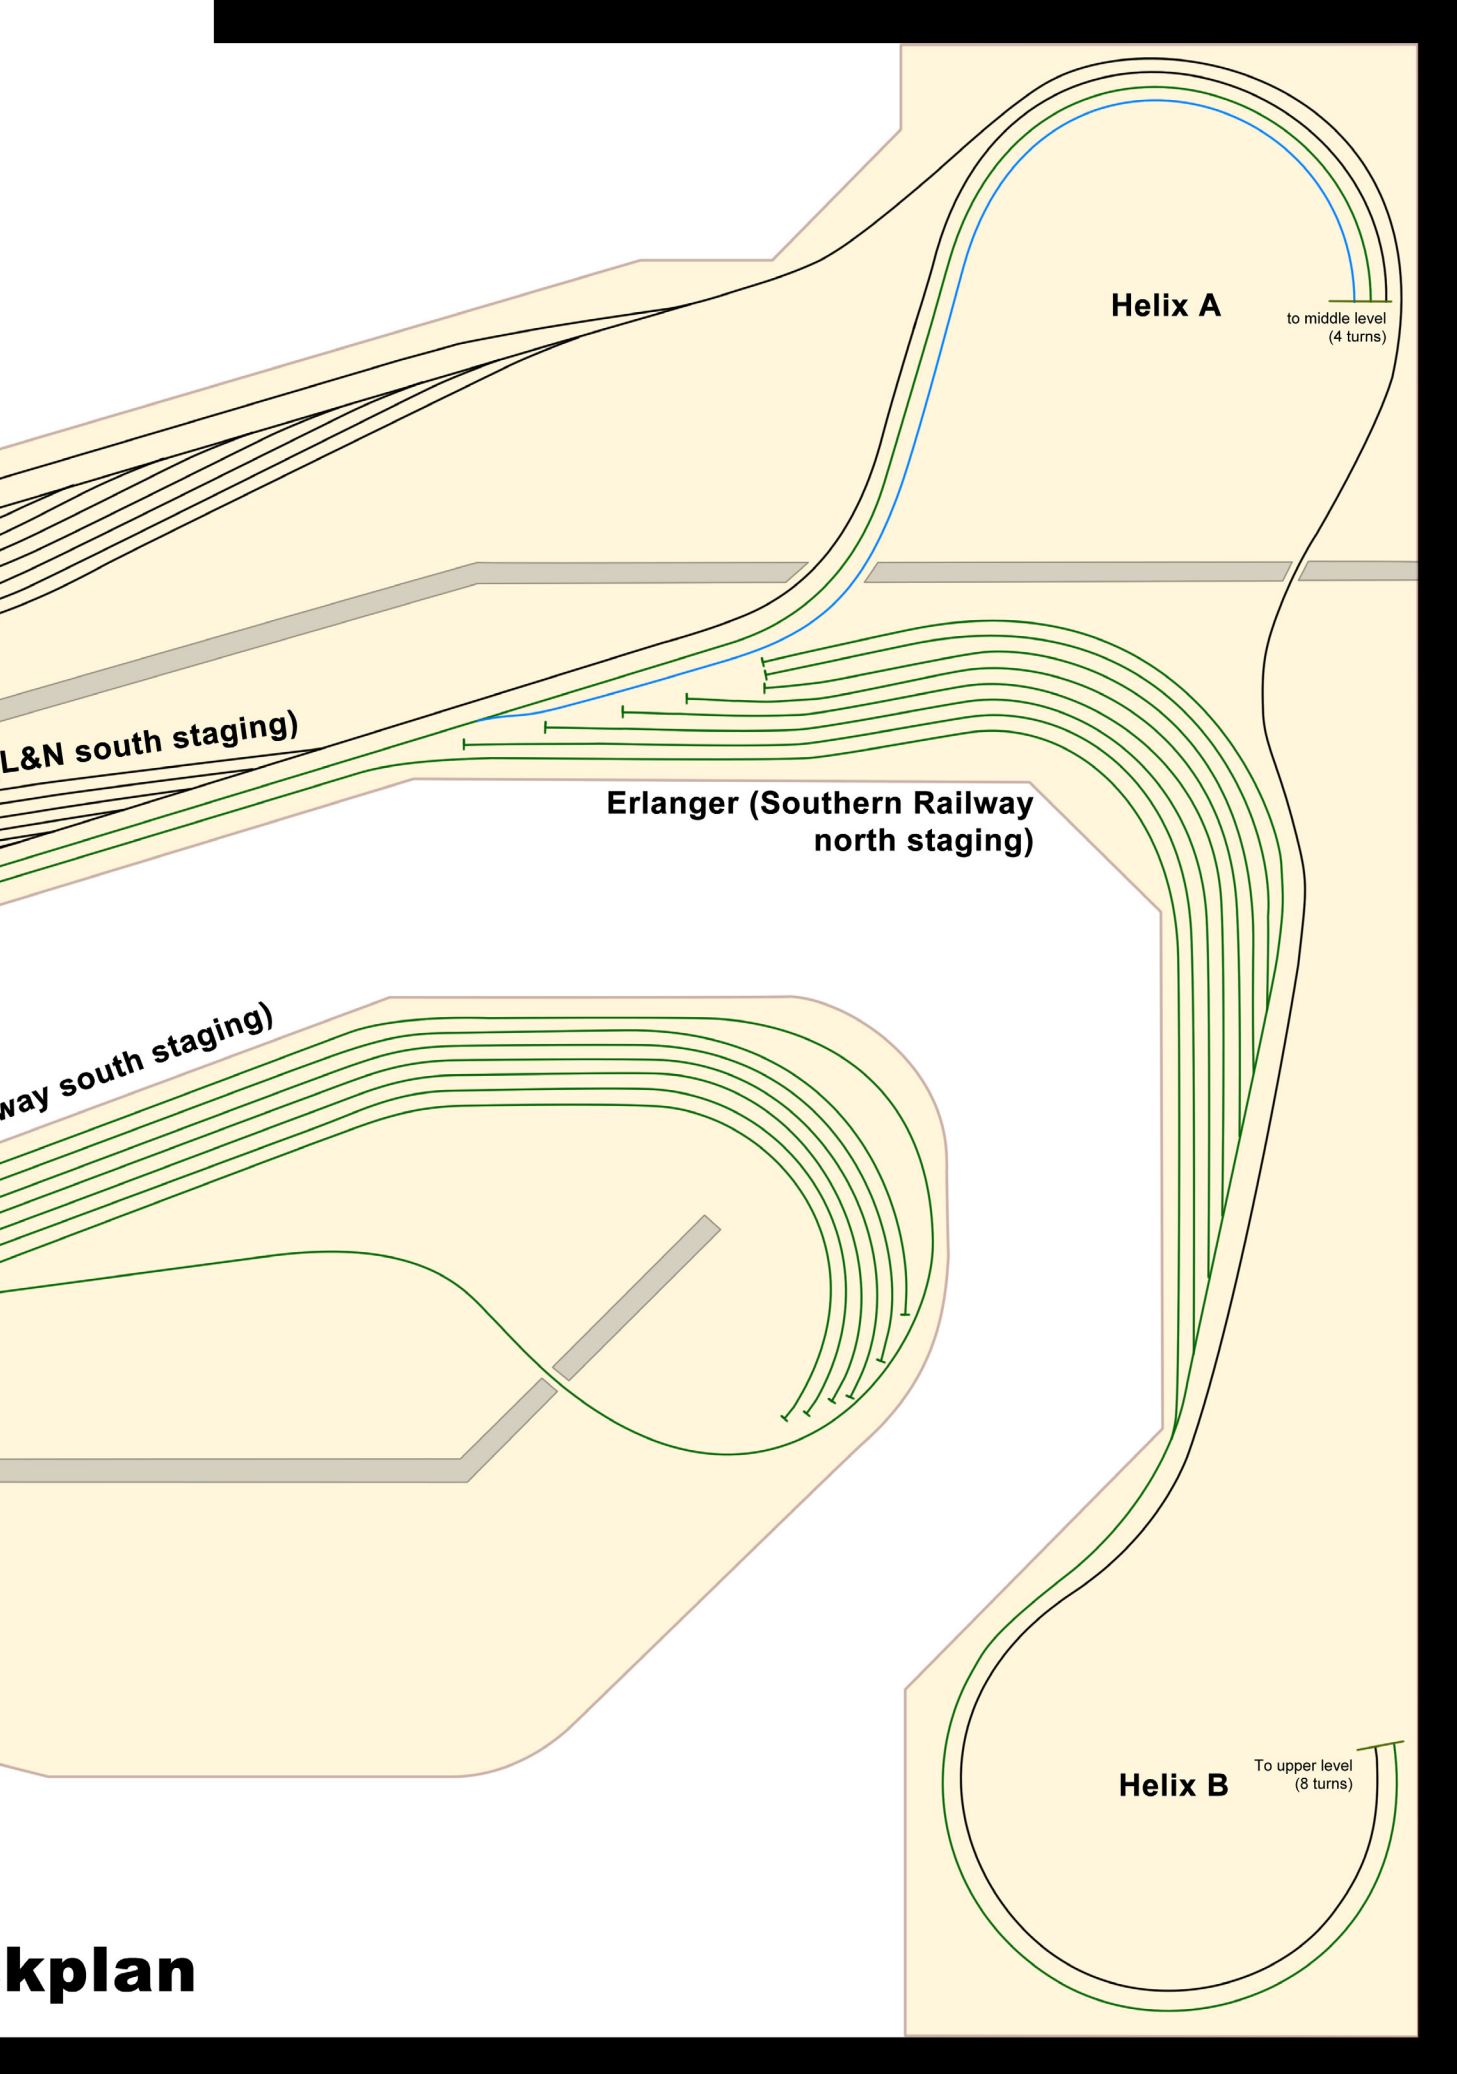 Helix A
to middle level
(4 turns)
L&N south staging)
Erlanger (Southern Railway
north staging)
way south staging)
Helix B
To upper level
(8 turns)
kplan